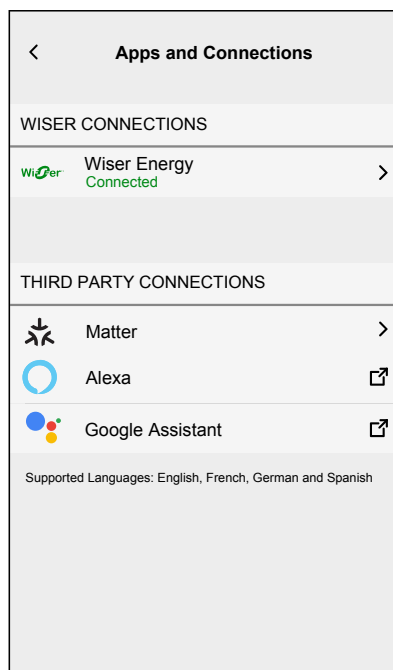 Apps and Connections
WISER CONNECTIONS
Wiser
Wiser Energy
Connected
THIRD PARTY CONNECTIONS
Matter
Alexa
Google Assistant
Supported Languages: English, French, German and Spanish